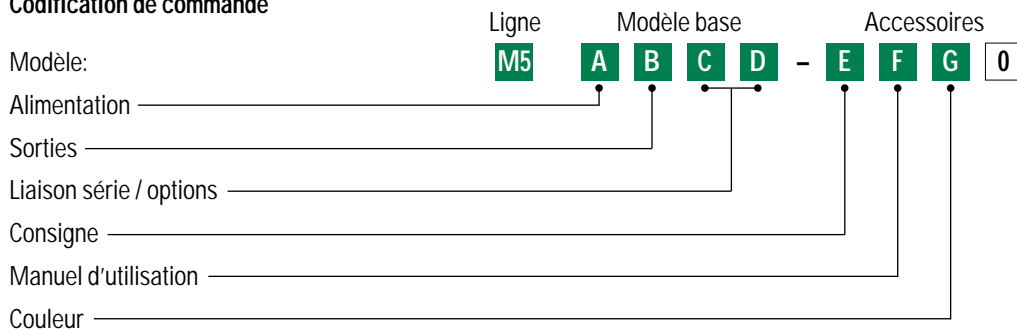 Codification de commande
Ligne Modèle base Accessoires
Modèle: M5 A B C D – E F G 0
Alimentation
Sorties
Liaison série / options
Consigne
Manuel d'utilisation
Couleur